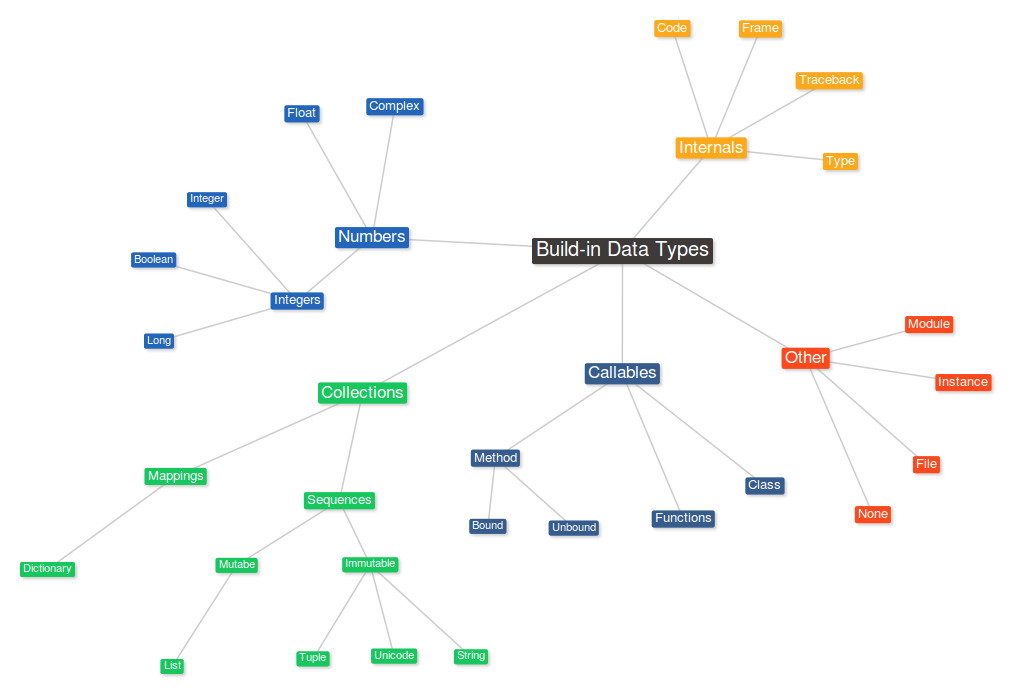 Code
Frame
Traceback
Internals
Type
Complex
Float
Integer
Numbers
Boolean
Integers
Long
Build-in Data Types
Module
Other
Instance
File
None
Callables
Method
Class
Bound
Unbound
Functions
Collections
Mappings
Sequences
Dictionary
Mutabe
Immutable
List
Tuple
Unicode
String